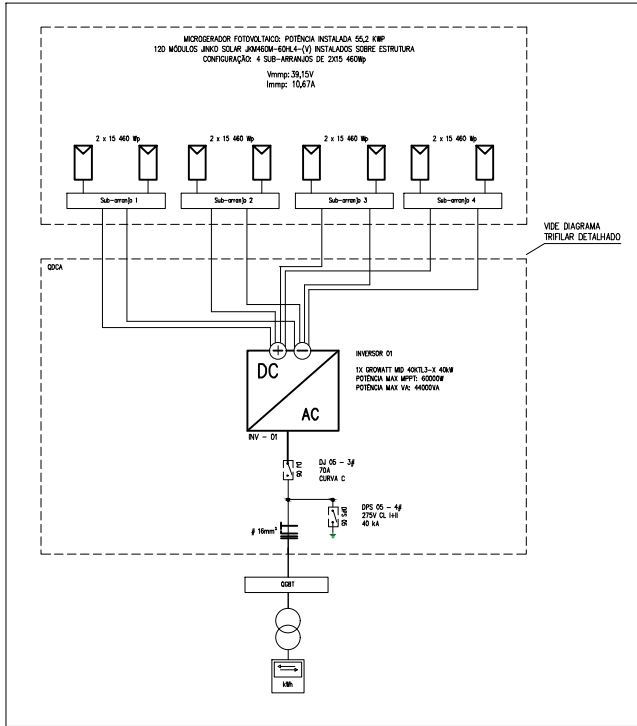 MICROGERADOR FOTOVOLTAICO: POTÊNCIA INSTALADA 55,2 KWP
120 MÓDULOS JINKO SOLAR JKM460M-60HL4-(V) INSTALADOS SOBRE ESTRUTURA
CONFIGURAÇÃO: 4 SUB-ARRANJOS DE 2X15 460Wp
Vmmp: 39,15V
Immp: 10,67A
2 x 15 460 Wp
2 x 15 460 Wp
2 x 15 460 Wp
2 x 15 460 Wp
Sub-arranjo 1
Sub-arranjo 2
Sub-arranjo 3
Sub-arranjo 4
VIDE DIAGRAMA
TRIFILAR DETALHADO
QDCA
+
−
DC
AC
INV - 01
INVERSOR 01
1X GROWATT MID 40KTL3-X 40kW
POTÊNCIA MAX MPPT: 60000W
POTÊNCIA MAX VA: 44000VA
DJ 05
DJ 05 - 3#
70A
CURVA C
DPS 05
DPS 05 - 4#
275V CL I+II
40 kA
# 16mm²
QGBT
kWh